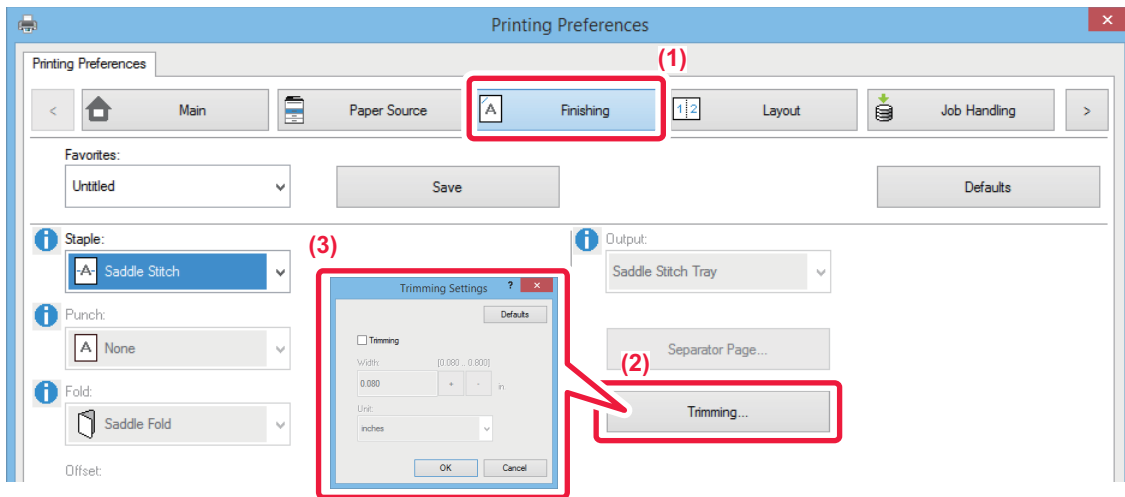 Printing Preferences
Printing Preferences
(1)
< Main Paper Source A Finishing 1 2 Layout Job Handling >
Favorites:
Untitled Save Defaults
Staple:
-A- Saddle Stitch
Punch:
A None
Fold:
Saddle Fold
Offset:
(3)
Trimming Settings ? ×
Defaults
Trimming
Width: [0.080 .. 0.800]
0.080 + - in
Unit:
inches
OK Cancel
Output:
Saddle Stitch Tray
Separator Page...
(2)
Trimming...